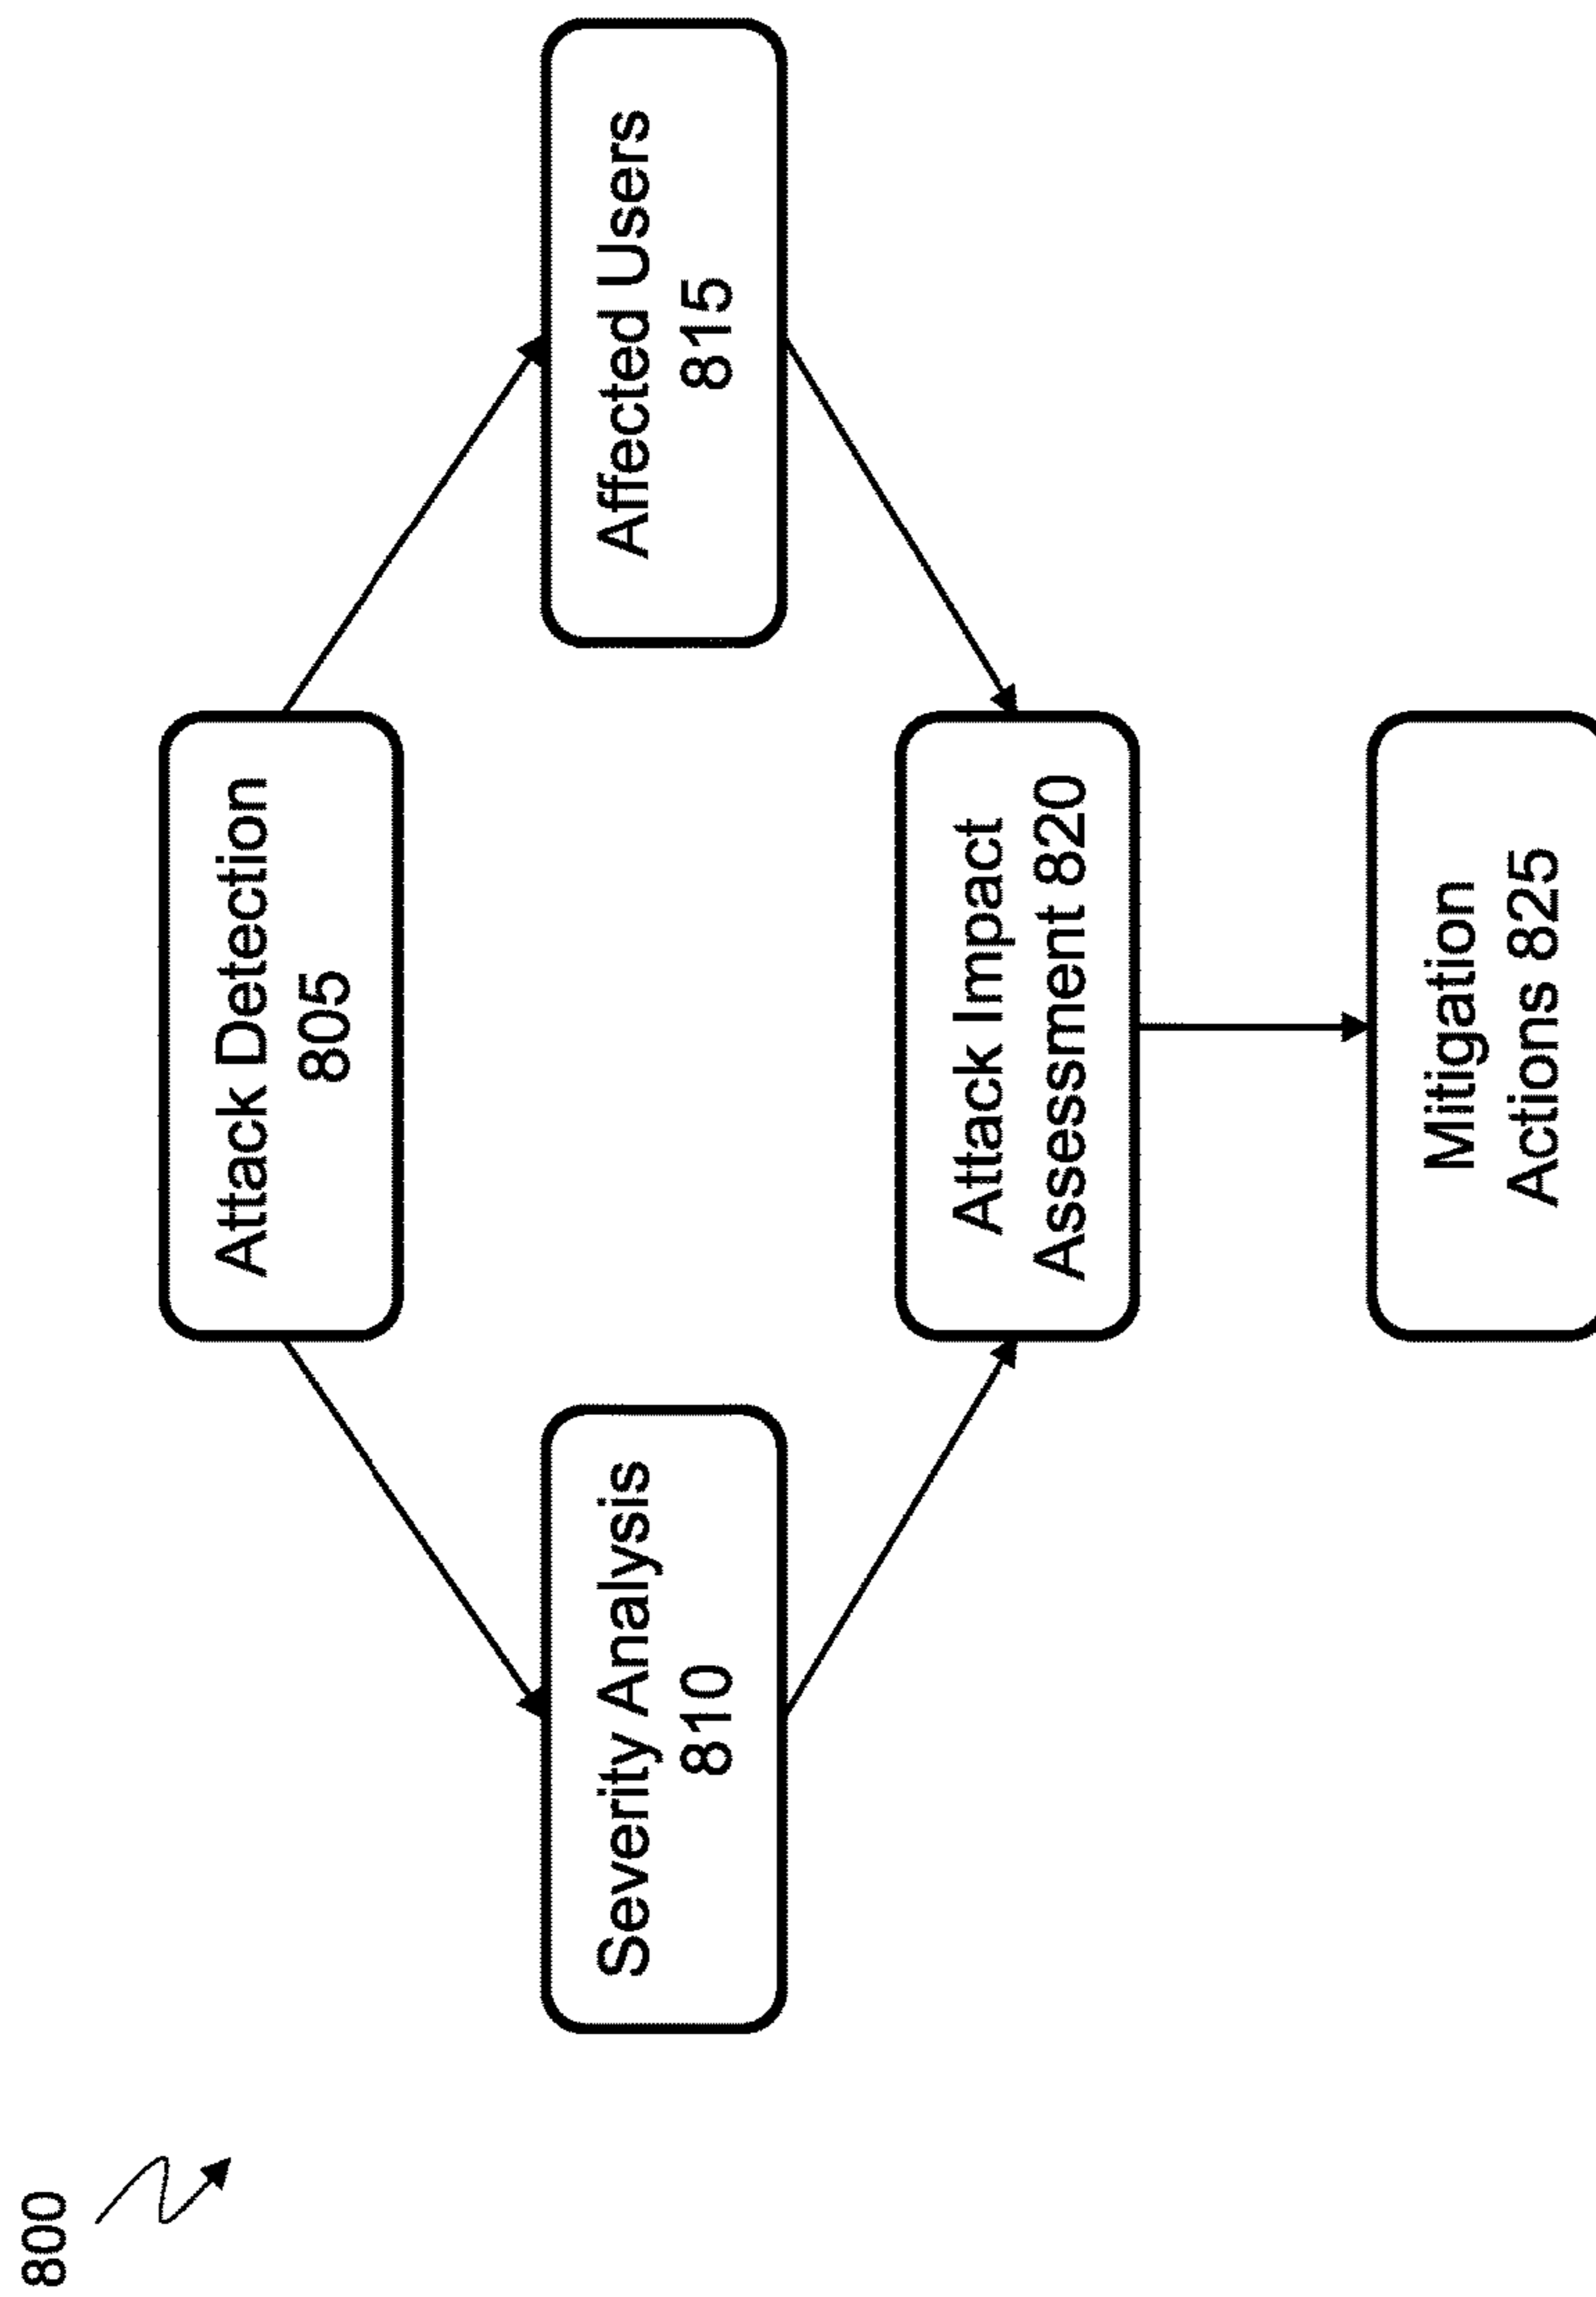 800
Attack Detection
805
Severity Analysis
810
Affected Users
815
Attack Impact
Assessment 820
Mitigation
Actions 825